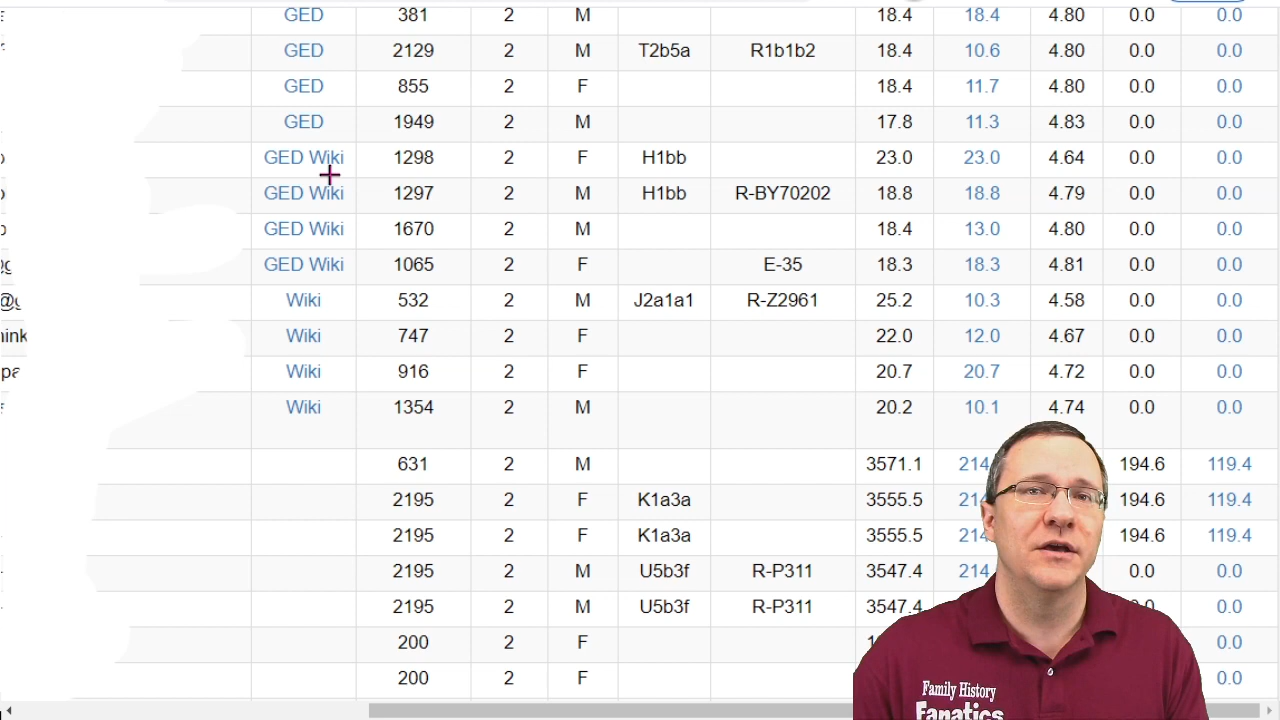 GED 381 2 M 18.4 18.4 4.80 0.0 0.0
GED 2129 2 M T2b5a R1b1b2 18.4 10.6 4.80 0.0 0.0
GED 855 2 F 18.4 11.7 4.80 0.0 0.0
GED 1949 2 M 17.8 11.3 4.83 0.0 0.0
GED Wiki 1298 2 F H1bb 23.0 23.0 4.64 0.0 0.0
GED Wiki 1297 2 M H1bb R-BY70202 18.8 18.8 4.79 0.0 0.0
GED Wiki 1670 2 M 18.4 13.0 4.80 0.0 0.0
GED Wiki 1065 2 F E-35 18.3 18.3 4.81 0.0 0.0
Wiki 532 2 M J2a1a1 R-Z2961 25.2 10.3 4.58 0.0 0.0
Wiki 747 2 F 22.0 12.0 4.67 0.0 0.0
Wiki 916 2 F 20.7 20.7 4.72 0.0 0.0
Wiki 1354 2 M 20.2 10.1 4.74 0.0 0.0
631 2 M 3571.1 214 194.6 119.4
2195 2 F K1a3a 3555.5 214 194.6 119.4
2195 2 F K1a3a 3555.5 214 194.6 119.4
2195 2 M U5b3f R-P311 3547.4 214 0.0 0.0
2195 2 M U5b3f R-P311 3547.4 0.0
200 2 F 0.0
200 2 F 0.0
Family History
Fanatics